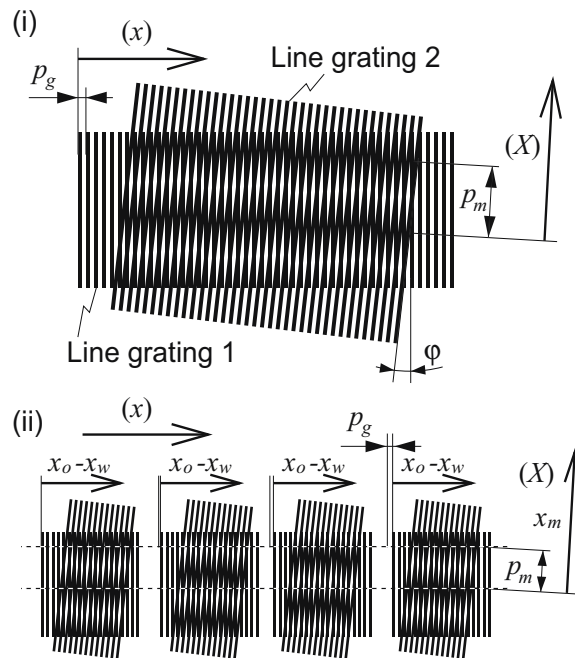 (i)
(x)
p_g
Line grating 2
(X)
p_m
Line grating 1
φ
(ii)
(x)
p_g
x_o-x_w x_o-x_w x_o-x_w x_o-x_w
(X)
x_m
p_m